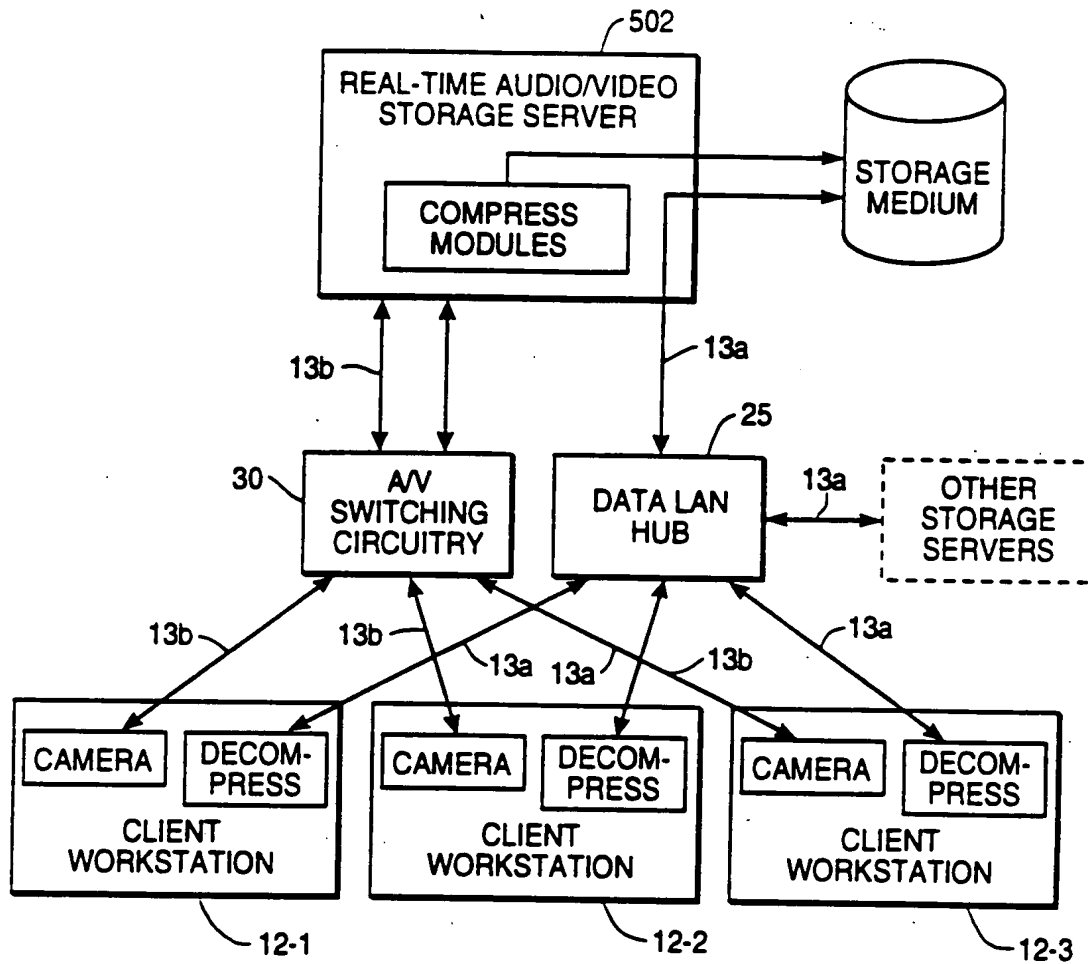 502
REAL-TIME AUDIO/VIDEO
STORAGE SERVER
COMPRESS
MODULES
STORAGE
MEDIUM
13b
13a
25
30
A/V
SWITCHING
CIRCUITRY
DATA LAN
HUB
13a
OTHER
STORAGE
SERVERS
13b
13b
13a
13a
13b
13a
CAMERA
DECOM-
PRESS
CLIENT
WORKSTATION
CAMERA
DECOM-
PRESS
CLIENT
WORKSTATION
CAMERA
DECOM-
PRESS
CLIENT
WORKSTATION
12-1
12-2
12-3